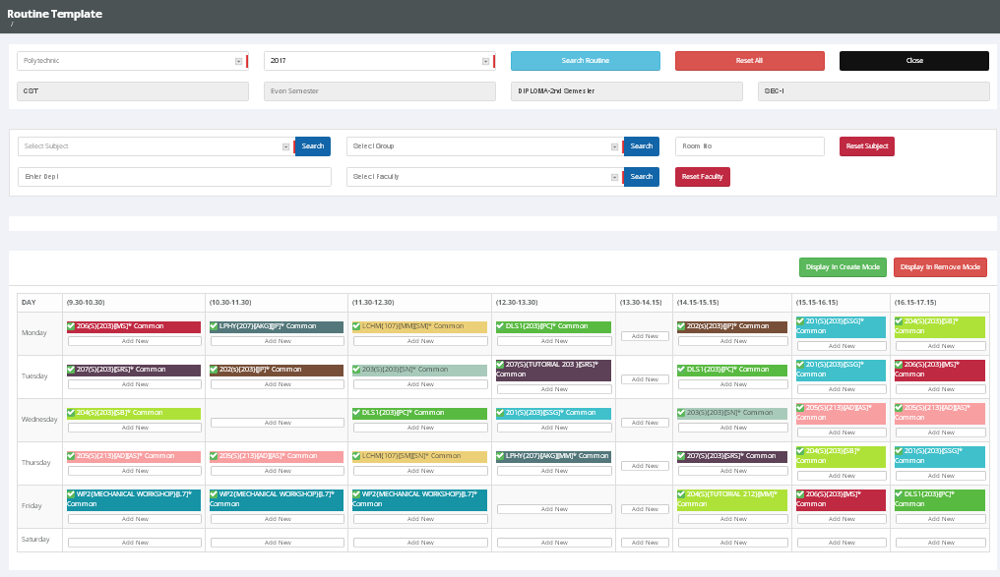 Routine Template
/
Polytechnic 2017 Search Routine Reset All Close
CST Even Semester DIPLOMA-2nd Semester SEC-I
Select Subject Search Select Group Search Room No Reset Subject
Enter Dept Select Faculty Search Reset Faculty
Display In Create Mode Display In Remove Mode
DAY (9.30-10.30) (10.30-11.30) (11.30-12.30) (12.30-13.30) (13.30-14.15) (14.15-15.15) (15.15-16.15) (16.15-17.15)
Monday 206(S){203}[MS]* Common LPHY{207}[AKG][JP]* Common LCHM{107}[MM][SM]* Common DLS1{203}[PC]* Common 202(s){203}[JP]* Common 201(S){203}[SSG]* Common 204(S){203}[SB]* Common
Add New Add New Add New Add New Add New Add New Add New Add New
Tuesday 207(S){203}[SRS]* Common 202(s){203}[JP]* Common 203(S){203}[SN]* Common 207(S){TUTORIAL 203 }[SRS]* Common DLS1{203}[PC]* Common 201(S){203}[SSG]* Common 206(S){203}[MS]* Common
Add New Add New Add New Add New Add New Add New Add New Add New
Wednesday 204(S){203}[SB]* Common DLS1{203}[PC]* Common 201(S){203}[SSG]* Common 203(S){203}[SN]* Common 205(S){213}[AD][AS]* Common 205(S){213}[AD][AS]* Common
Add New Add New Add New Add New Add New Add New Add New Add New
Thursday 205(S){213}[AD][AS]* Common 205(S){213}[AD][AS]* Common LCHM{107}[SM][SN]* Common LPHY{207}[AKG][MM]* Common 207(S){203}[SRS]* Common 204(S){203}[SB]* Common 201(S){203}[SSG]* Common
Add New Add New Add New Add New Add New Add New Add New Add New
Friday WP2{MECHANICAL WORKSHOP}[L7]* Common WP2{MECHANICAL WORKSHOP}[L7]* Common WP2{MECHANICAL WORKSHOP}[L7]* Common 204(S){TUTORIAL 212}[MM]* Common 206(S){203}[MS]* Common DLS1{203}[PC]* Common
Add New Add New Add New Add New Add New Add New Add New Add New
Saturday Add New Add New Add New Add New Add New Add New Add New Add New